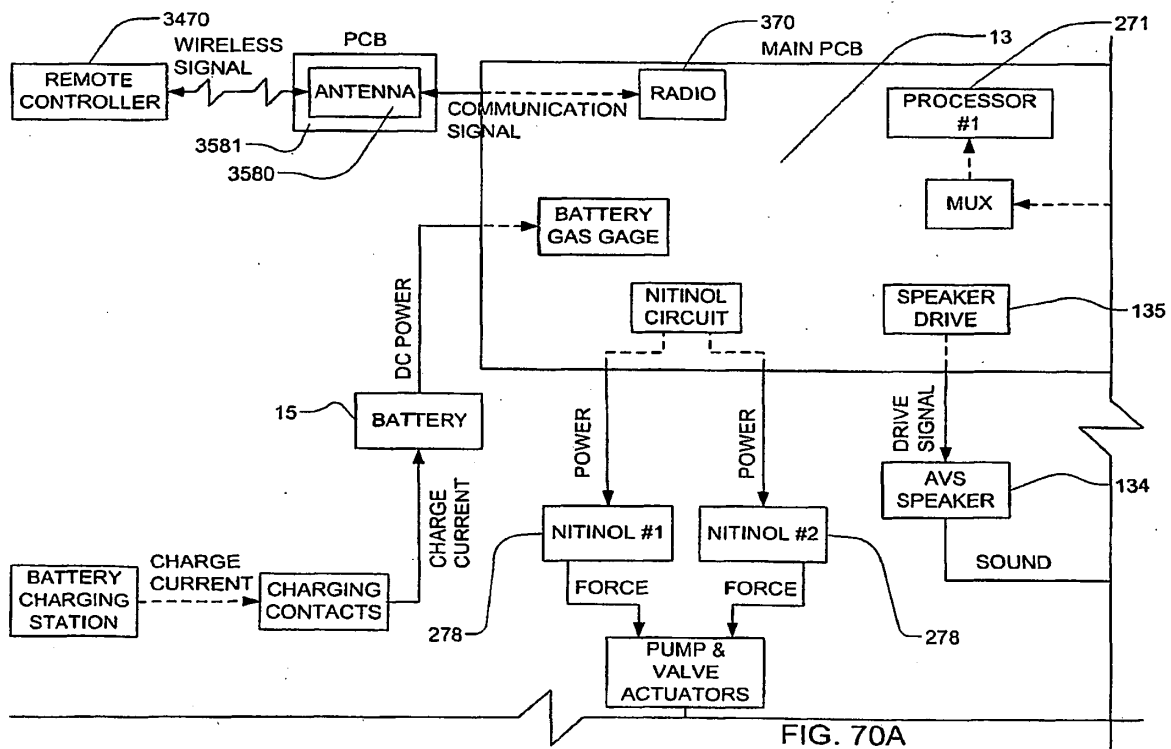 3470
WIRELESS
SIGNAL
PCB
370
MAIN PCB
13
271
REMOTE
CONTROLLER
ANTENNA
COMMUNICATION
SIGNAL
RADIO
PROCESSOR
#1
3581
3580
MUX
BATTERY
GAS GAGE
NITINOL
CIRCUIT
SPEAKER
DRIVE
135
DC POWER
15
BATTERY
POWER
POWER
DRIVE
SIGNAL
AVS
SPEAKER
134
CHARGE
CURRENT
NITINOL #1
NITINOL #2
SOUND
BATTERY
CHARGING
STATION
CHARGE
CURRENT
CHARGING
CONTACTS
FORCE
FORCE
278
278
PUMP &
VALVE
ACTUATORS
FIG. 70A